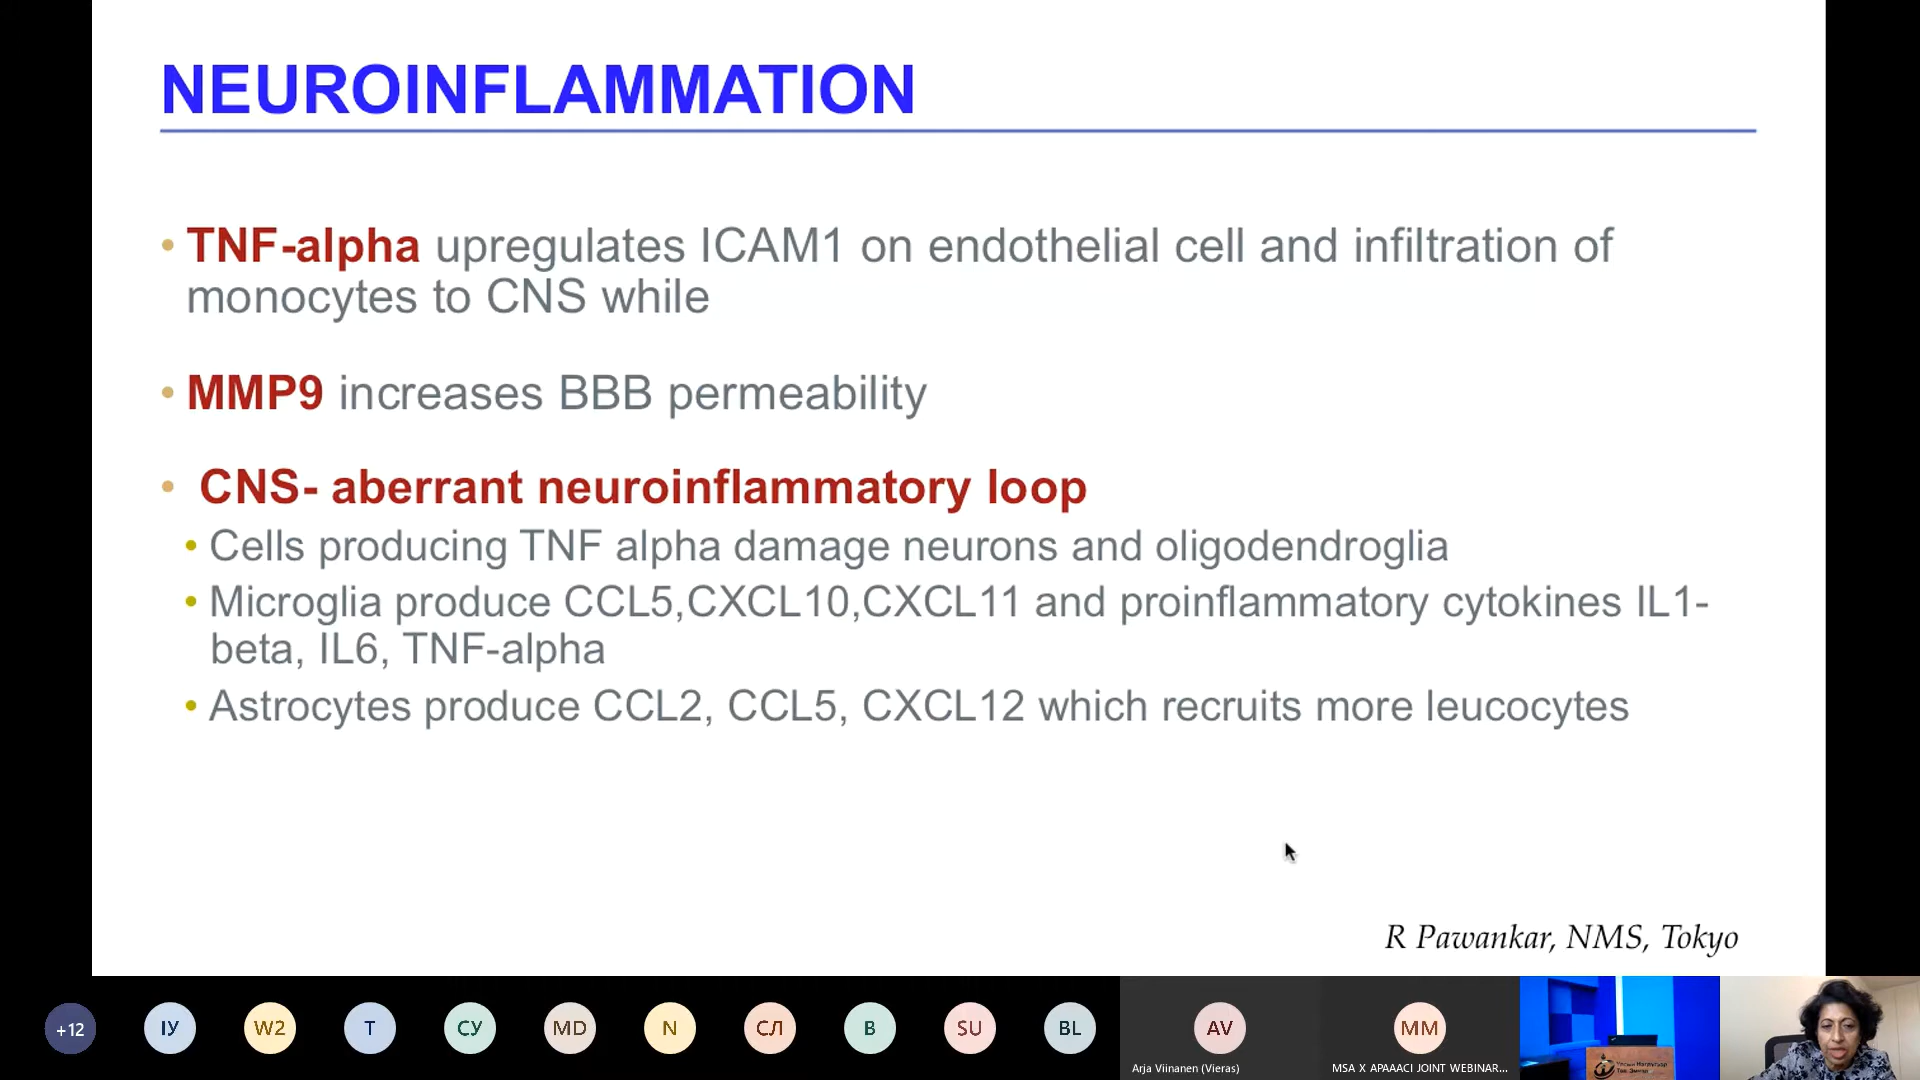 NEUROINFLAMMATION
• TNF-alpha upregulates ICAM1 on endothelial cell and infiltration of
monocytes to CNS while
• MMP9 increases BBB permeability
• CNS- aberrant neuroinflammatory loop
• Cells producing TNF alpha damage neurons and oligodendroglia
• Microglia produce CCL5,CXCL10,CXCL11 and proinflammatory cytokines IL1-
beta, IL6, TNF-alpha
• Astrocytes produce CCL2, CCL5, CXCL12 which recruits more leucocytes
R Pawankar, NMS, Tokyo
+12
ІУ
W2
T
СУ
MD
N
СЛ
B
SU
BL
AV
Arja Viinanen (Vieras)
MM
MSA X APAAACI JOINT WEBINAR...